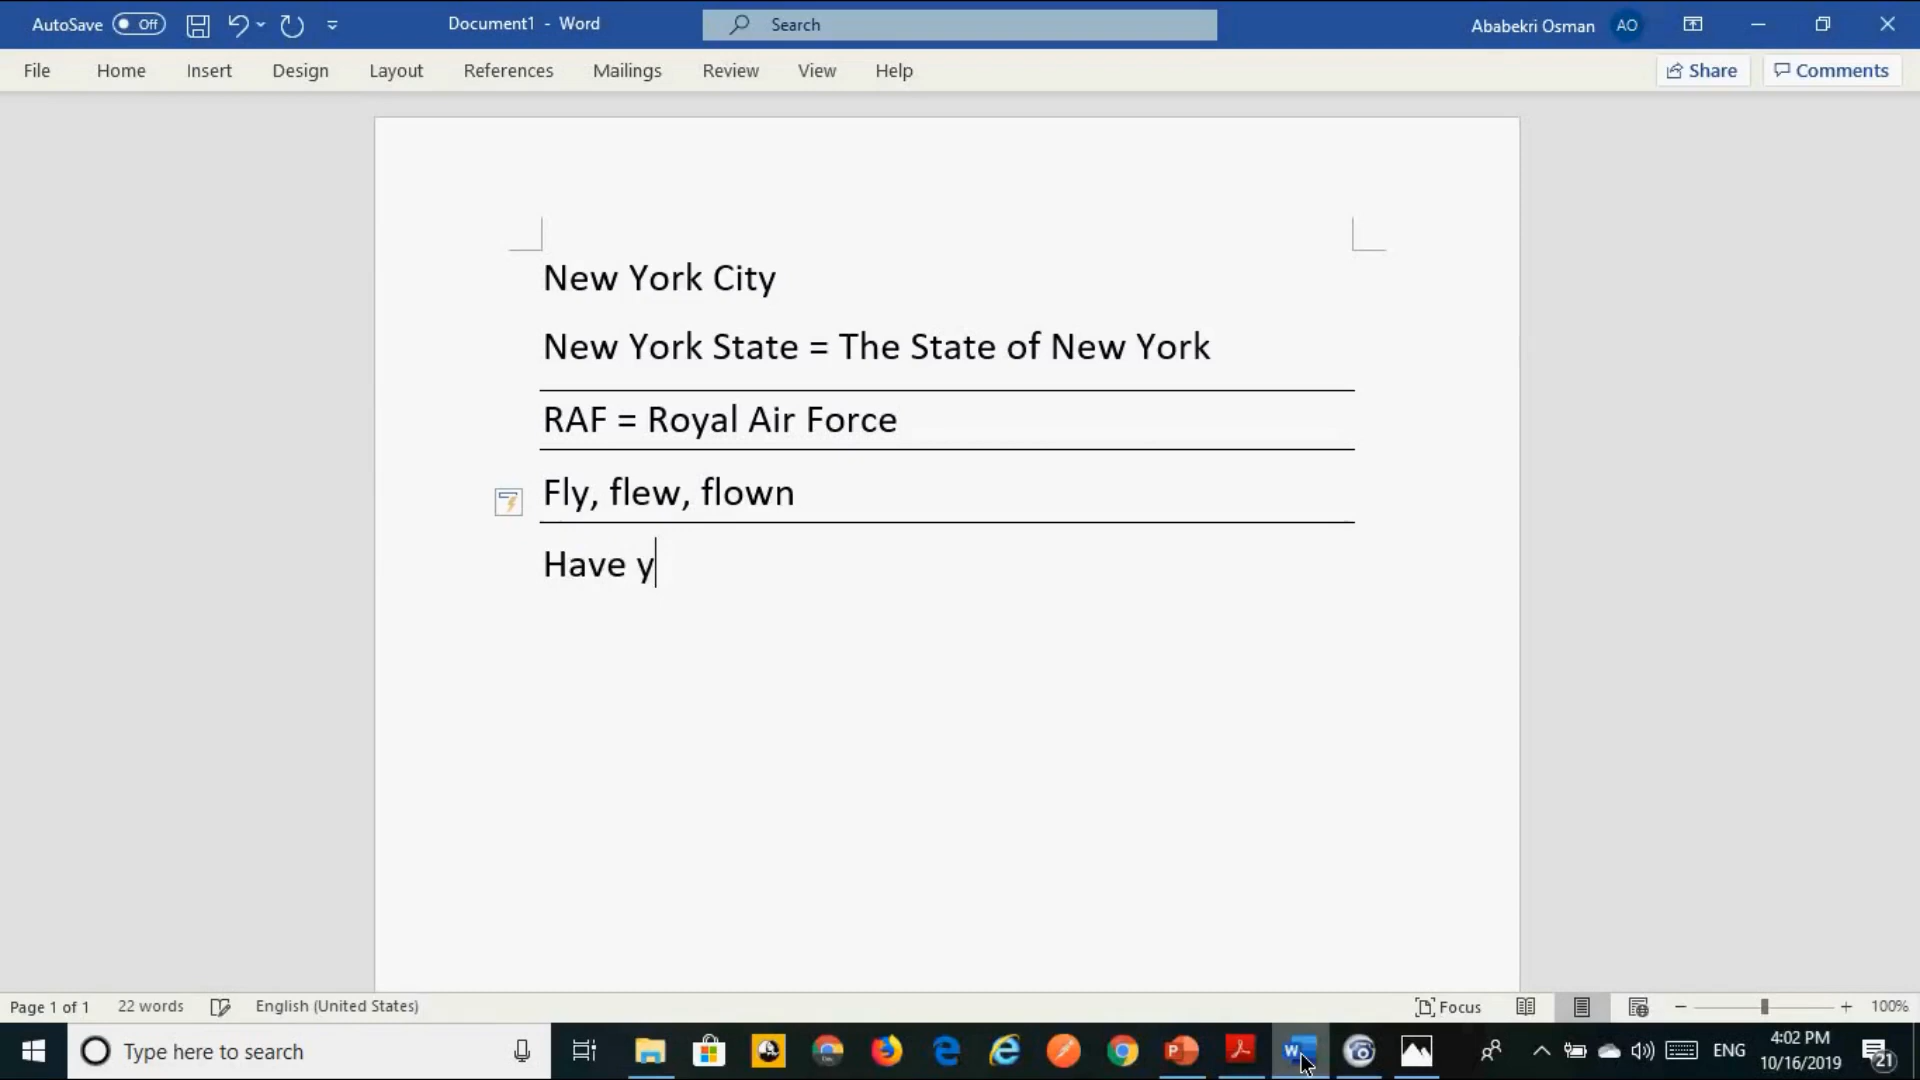 AutoSave Off Document1 - Word Search Ababekri Osman AO
File Home Insert Design Layout References Mailings Review View Help Share Comments
New York City
New York State = The State of New York
RAF = Royal Air Force
Fly, flew, flown
Have y
Page 1 of 1 22 words English (United States) Focus 100%
Type here to search ENG 4:02 PM
10/16/2019 21